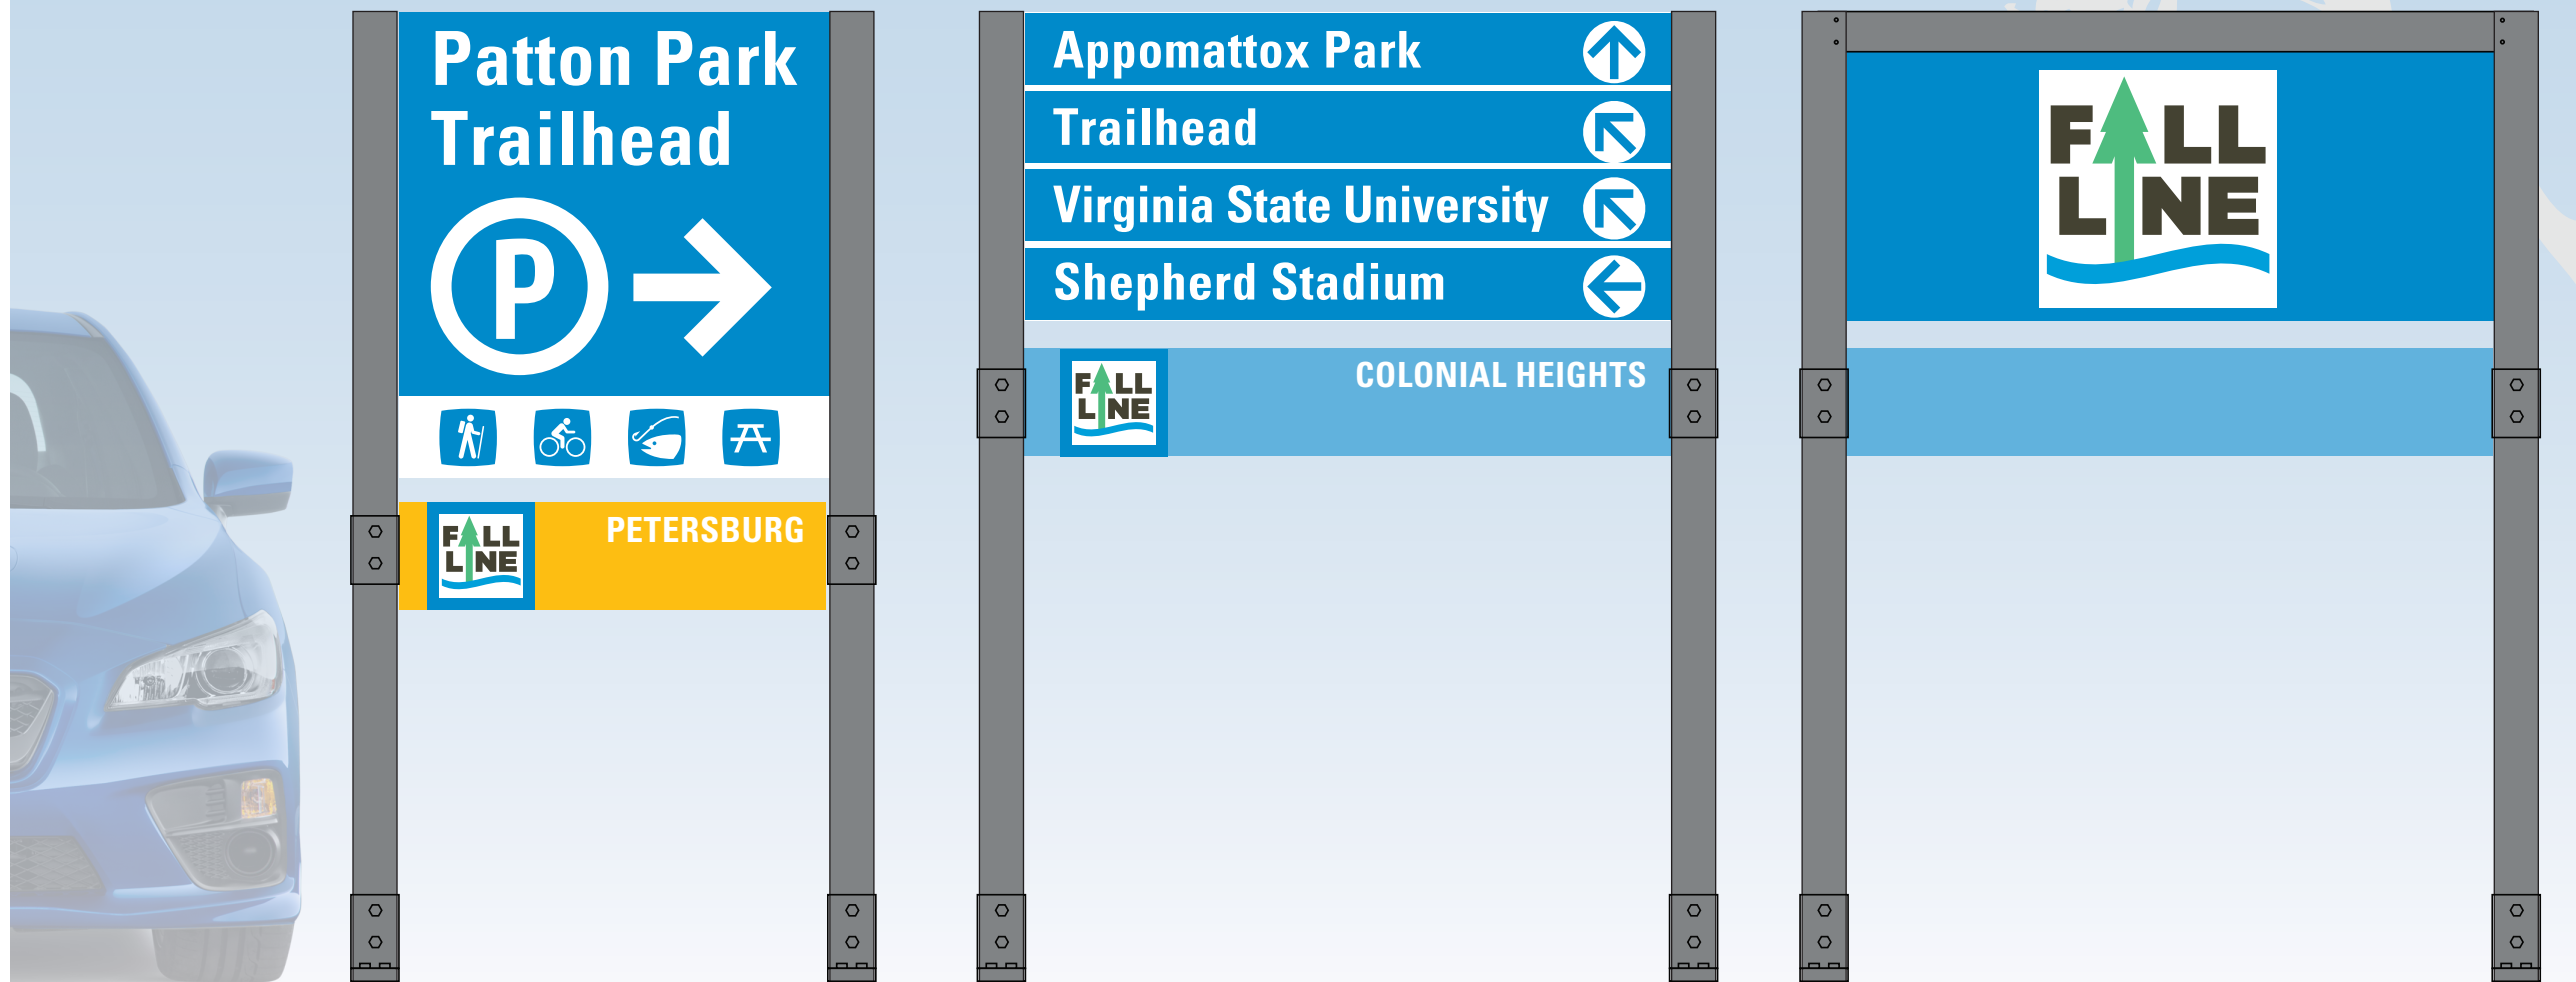 Patton Park
Trailhead
P
FALL
LINE
PETERSBURG
Appomattox Park
Trailhead
Virginia State University
Shepherd Stadium
FALL
LINE
COLONIAL HEIGHTS
FALL
LINE